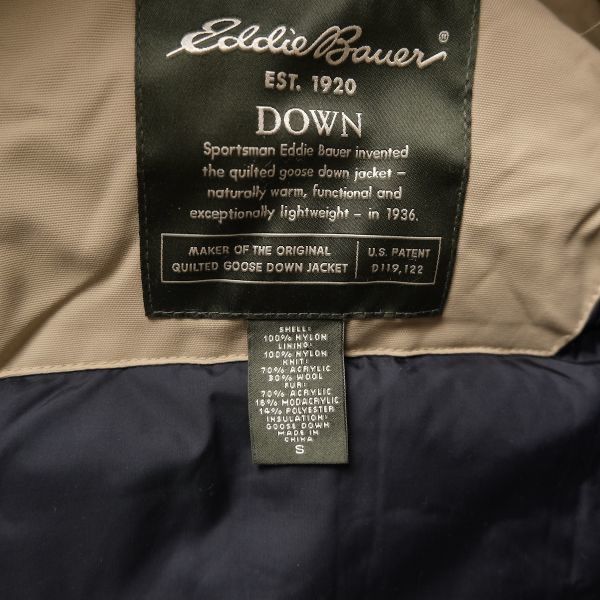 Eddie Bauer®
EST. 1920
DOWN
Sportsman Eddie Bauer invented
the quilted goose down jacket –
naturally warm, functional and
exceptionally lightweight – in 1936.
MAKER OF THE ORIGINAL
QUILTED GOOSE DOWN JACKET
U.S. PATENT
D119,122
SHELL:
100% NYLON
LINING:
100% NYLON
KNIT:
70% ACRYLIC
30% WOOL
FUR:
70% ACRYLIC
16% MODACRYLIC
14% POLYESTER
INSULATION:
GOOSE DOWN
MADE IN
CHINA
S